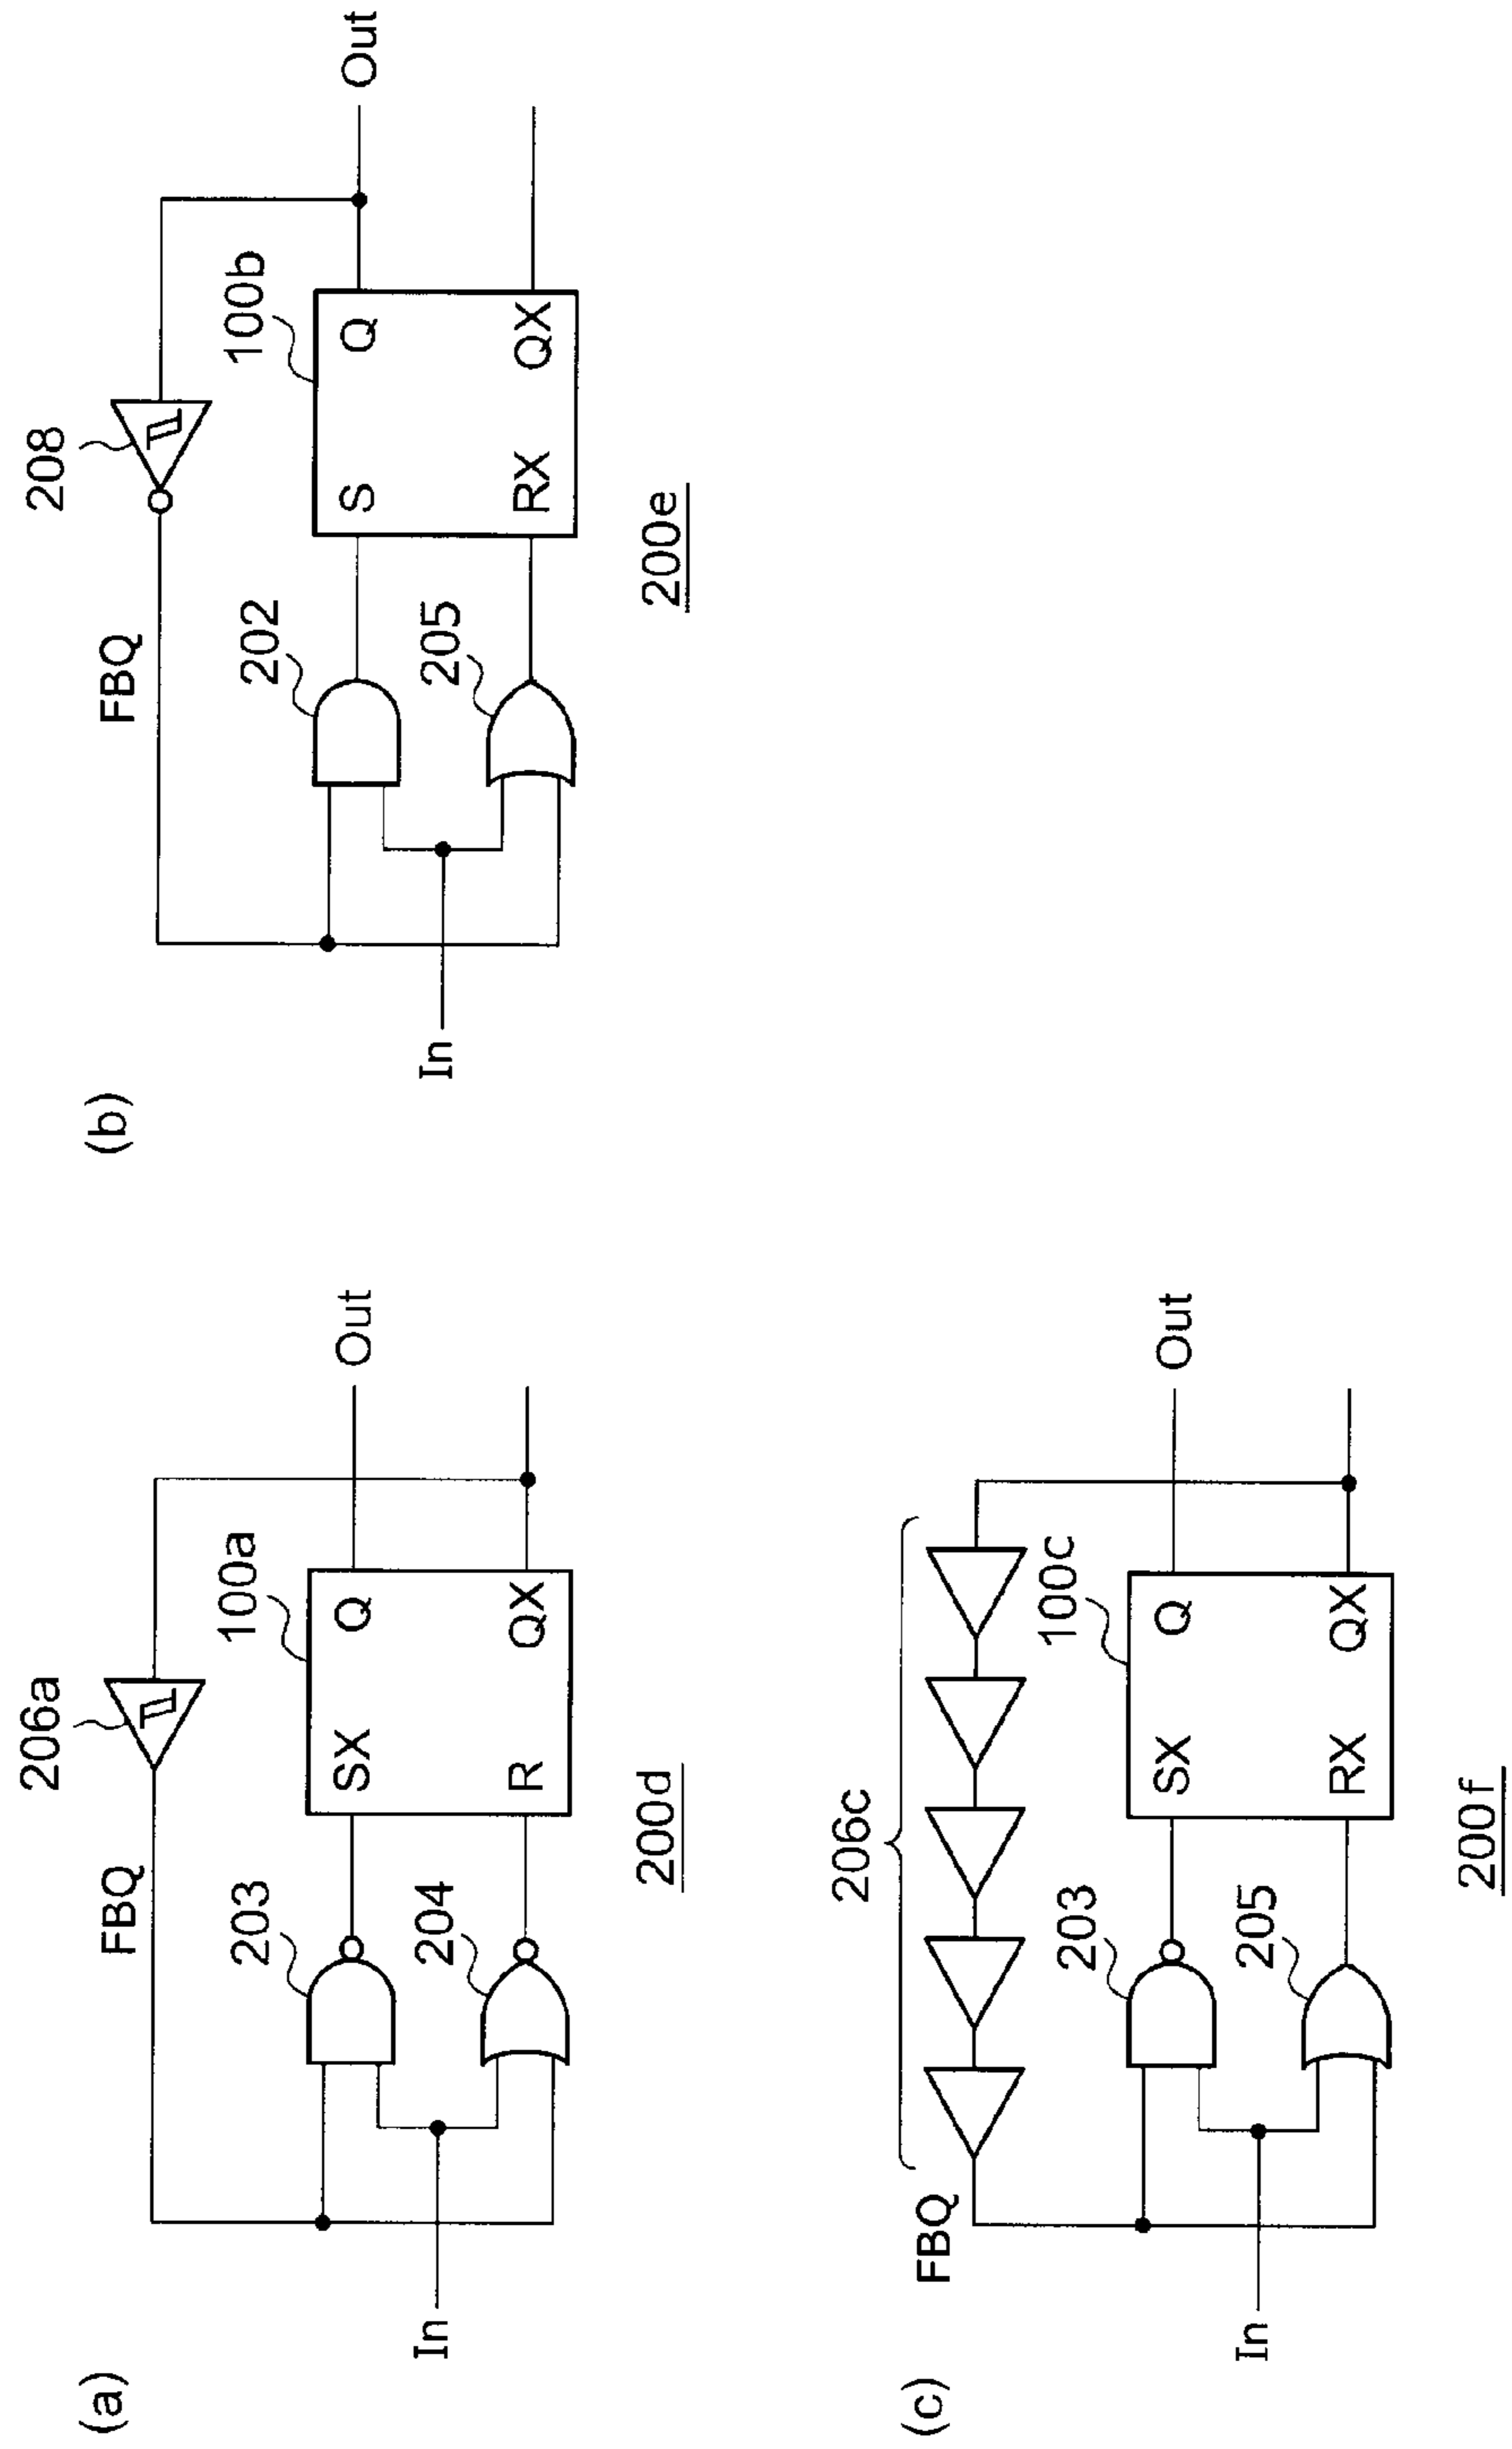 (a)
206a
FBQ
203
SX
Q
100a
Out
204
R
QX
In
200d
(b)
208
FBQ
202
S
Q
100b
Out
205
RX
QX
In
200e
(c)
206c
FBQ
203
SX
Q
100c
Out
205
RX
QX
In
200f